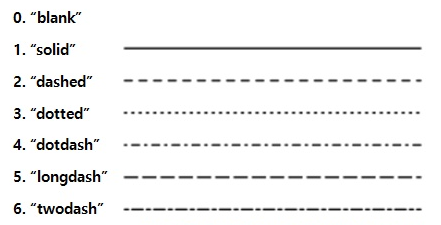 0. “blank”
1. “solid”
2. “dashed”
3. “dotted”
4. “dotdash”
5. “longdash”
6. “twodash”